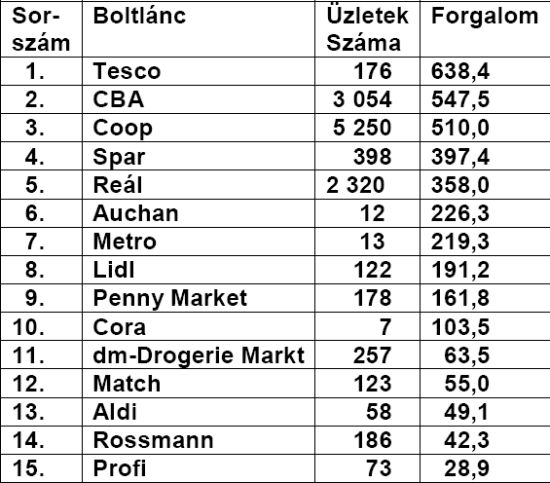 Sor-szám Boltlánc Üzletek Száma Forgalom
1. Tesco 176 638,4
2. CBA 3 054 547,5
3. Coop 5 250 510,0
4. Spar 398 397,4
5. Reál 2 320 358,0
6. Auchan 12 226,3
7. Metro 13 219,3
8. Lidl 122 191,2
9. Penny Market 178 161,8
10. Cora 7 103,5
11. dm-Drogerie Markt 257 63,5
12. Match 123 55,0
13. Aldi 58 49,1
14. Rossmann 186 42,3
15. Profi 73 28,9